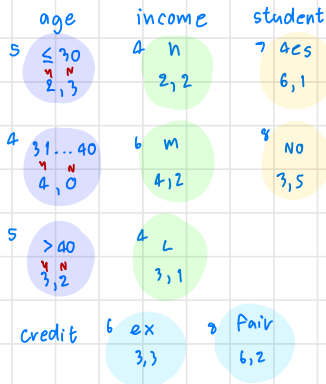 age income student
5 ≤30 4 h 7 yes
Y N
2,3 2,2 6,1
4 31...40 6 m 8 No
Y N
4,0 4,2 3,5
5 >40 4 L
Y N
3,2 3,1
credit 6 ex 8 Fair
3,3 6,2